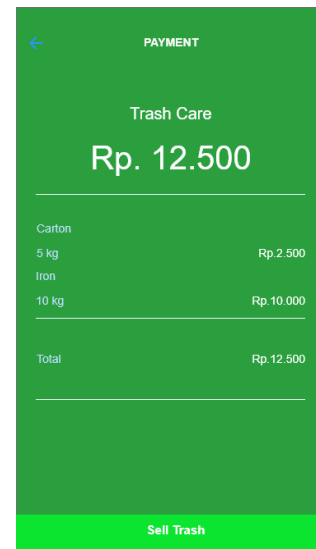 PAYMENT
Trash Care
Rp. 12.500
Carton
5 kg Rp.2.500
Iron
10 kg Rp.10.000
Total Rp.12.500
Sell Trash